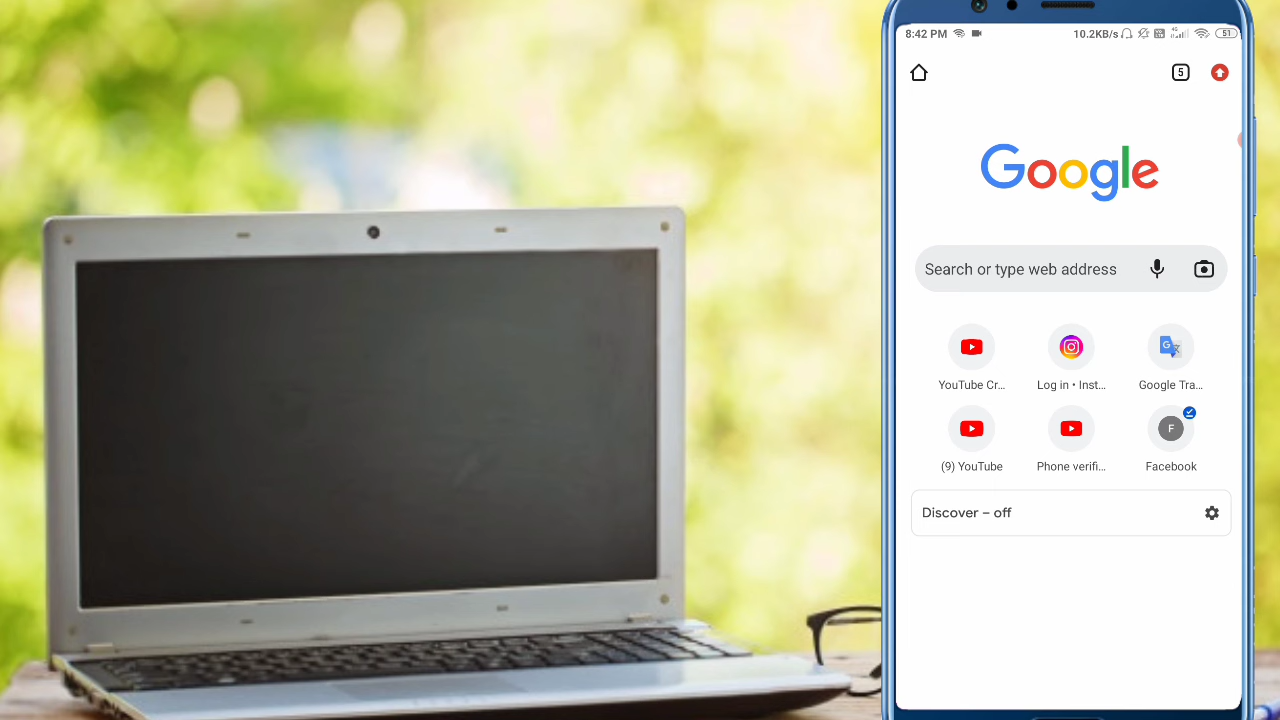 8:42 PM 10.2KB/s 51
5
Google
Search or type web address
YouTube Cr... Log in • Inst... Google Tra...
F
(9) YouTube Phone verifi... Facebook
Discover – off